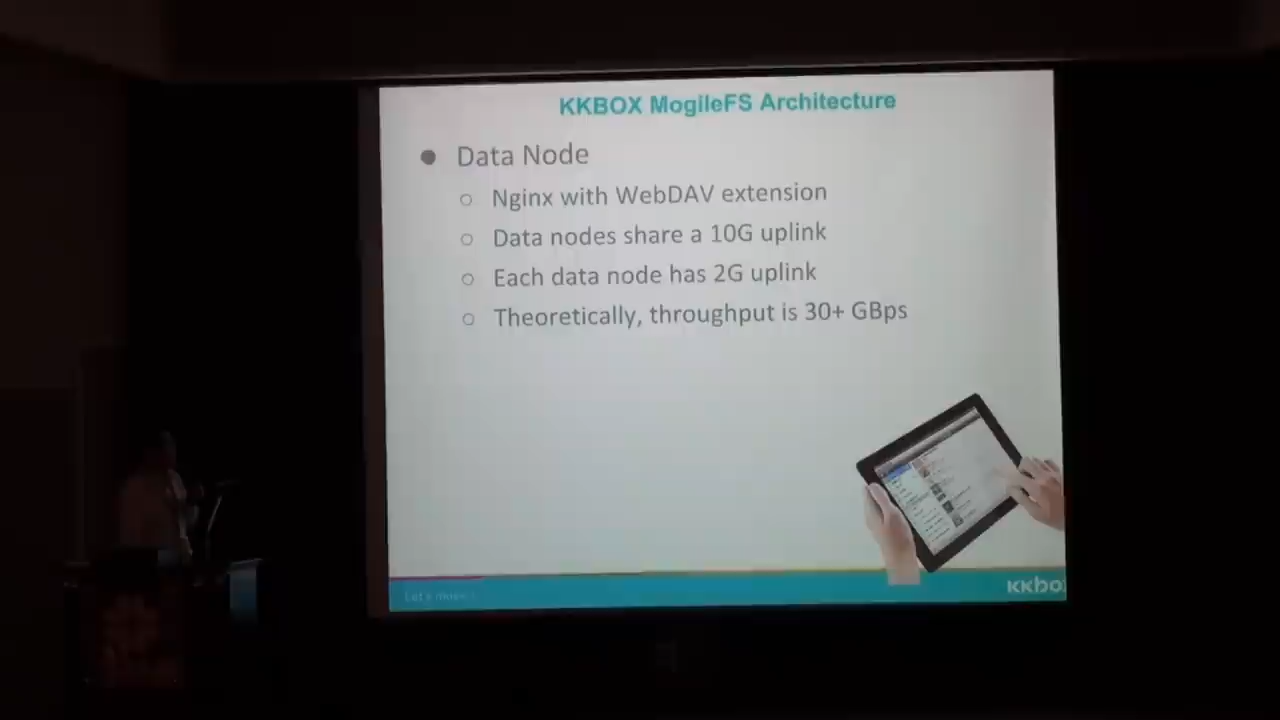 KKBOX MogileFS Architecture
● Data Node
○ Nginx with WebDAV extension
○ Data nodes share a 10G uplink
○ Each data node has 2G uplink
○ Theoretically, throughput is 30+ GBps
KKBO